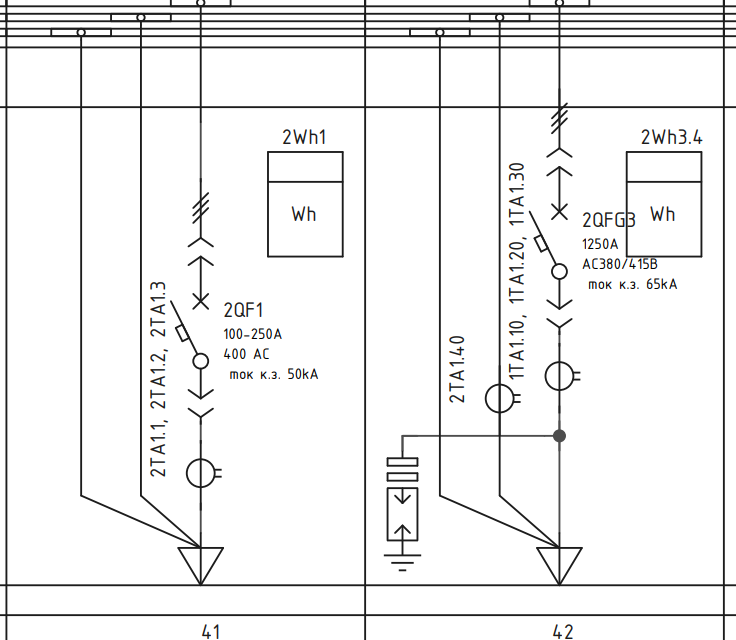 2Wh1
Wh
2QF1
100-250A
400 AC
ток к.з. 50kA
2TA1.1, 2TA1.2, 2TA1.3
41
2Wh3.4
Wh
2QFG3
1250A
AC380/415В
ток к.з. 65kA
1TA1.10, 1TA1.20, 1TA1.30
2TA1.40
42